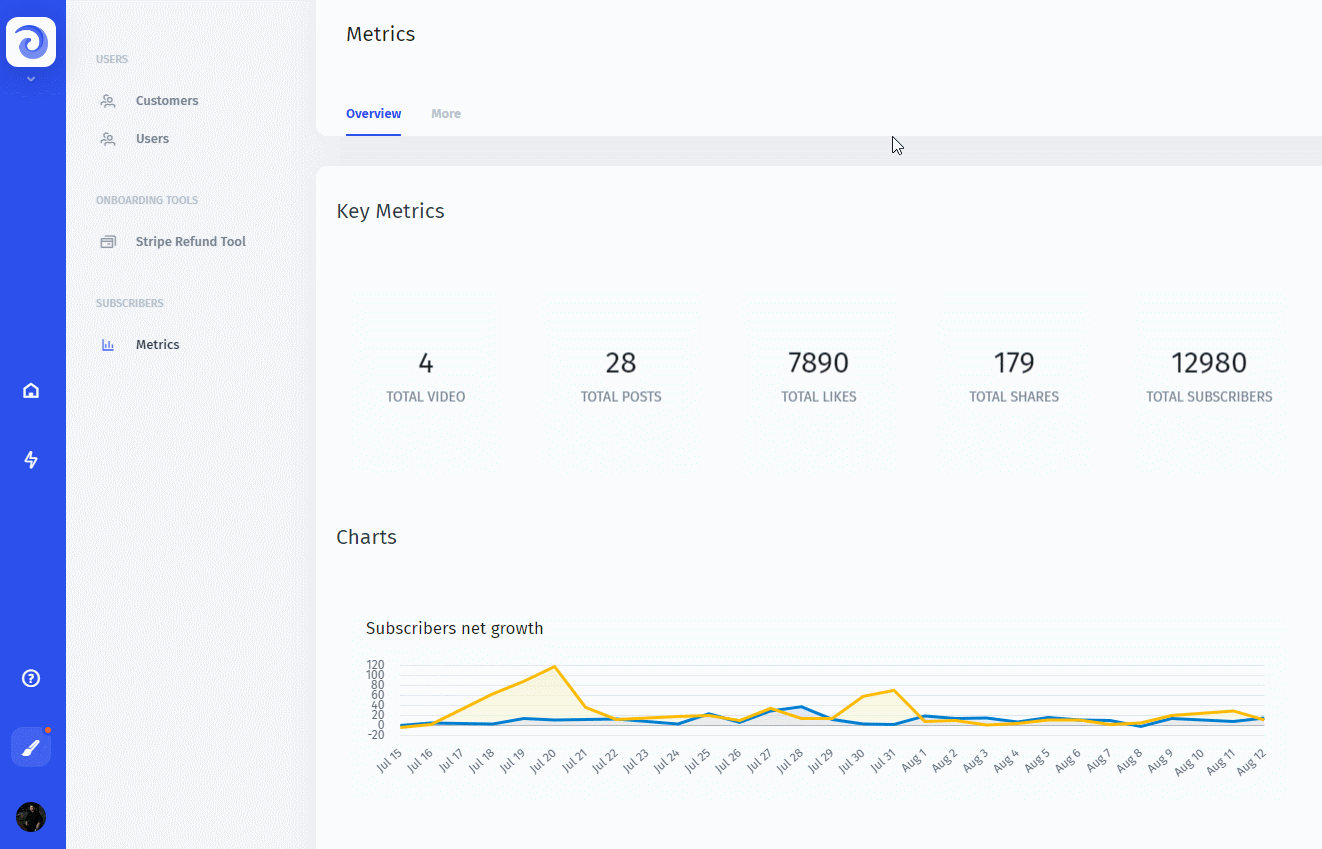 USERS
Customers
Users
ONBOARDING TOOLS
Stripe Refund Tool
SUBSCRIBERS
Metrics
Metrics
Overview More
Key Metrics
4 28 7890 179 12980
TOTAL VIDEO TOTAL POSTS TOTAL LIKES TOTAL SHARES TOTAL SUBSCRIBERS
Charts
Subscribers net growth
120
100
80
60
40
20
0
-20
Jul 15 Jul 16 Jul 17 Jul 18 Jul 19 Jul 20 Jul 21 Jul 22 Jul 23 Jul 24 Jul 25 Jul 26 Jul 27 Jul 28 Jul 29 Jul 30 Jul 31 Aug 1 Aug 2 Aug 3 Aug 4 Aug 5 Aug 6 Aug 7 Aug 8 Aug 9 Aug 10 Aug 11 Aug 12
?